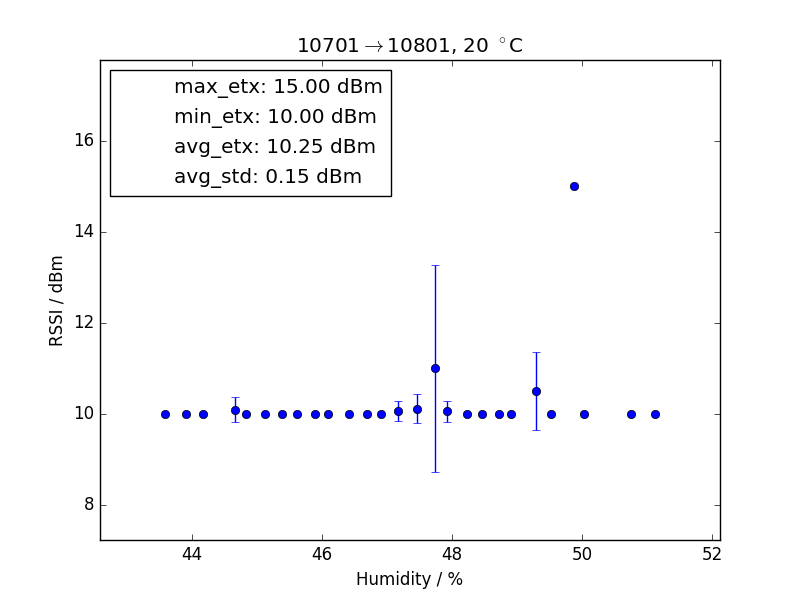 10701→10801, 20 °C
max_etx: 15.00 dBm
min_etx: 10.00 dBm
avg_etx: 10.25 dBm
avg_std: 0.15 dBm
16
14
12
10
8
RSSI / dBm
44 46 48 50 52
Humidity / %